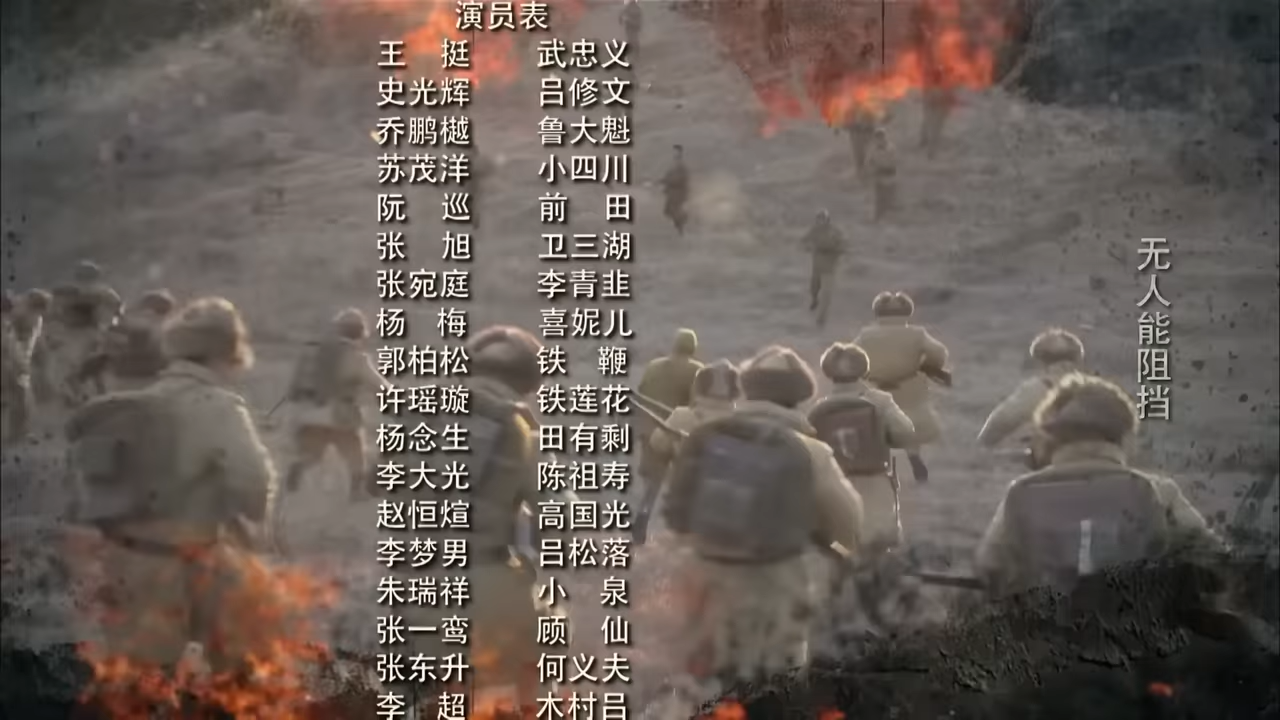 演员表
王 挺 武忠义
史光辉 吕修文
乔鹏樾 鲁大魁
苏茂洋 小四川
阮 巡 前 田
张 旭 卫三湖
张宛庭 李青韭
杨 梅 喜妮儿
郭柏松 铁 鞭
许瑶璇 铁莲花
杨念生 田有剩
李大光 陈祖寿
赵恒煊 高国光
李梦男 吕松落
朱瑞祥 小 泉
张一鸾 顾 仙
张东升 何义夫
李 超 木村吕
无人能阻挡